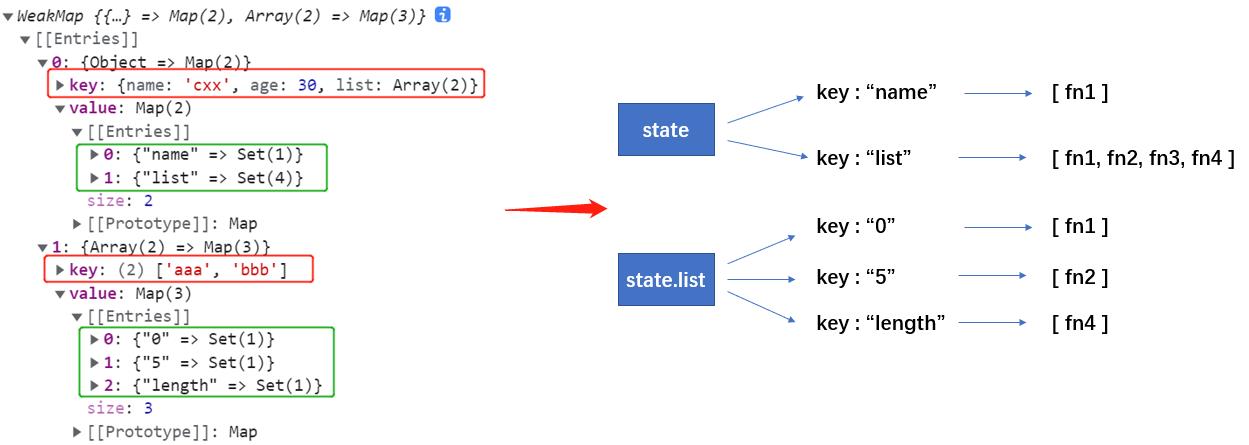 ▼WeakMap {{…} => Map(2), Array(2) => Map(3)} i
▼[[Entries]]
▼0: {Object => Map(2)}
▶key: {name: 'cxx', age: 30, list: Array(2)}
▼value: Map(2)
▼[[Entries]]
▶0: {"name" => Set(1)}
▶1: {"list" => Set(4)}
size: 2
▶[[Prototype]]: Map
▼1: {Array(2) => Map(3)}
▶key: (2) ['aaa', 'bbb']
▼value: Map(3)
▼[[Entries]]
▶0: {"0" => Set(1)}
▶1: {"5" => Set(1)}
▶2: {"length" => Set(1)}
size: 3
▶[[Prototype]]: Map
state
key : “name”
[ fn1 ]
key : “list”
[ fn1, fn2, fn3, fn4 ]
state.list
key : “0”
[ fn1 ]
key : “5”
[ fn2 ]
key : “length”
[ fn4 ]